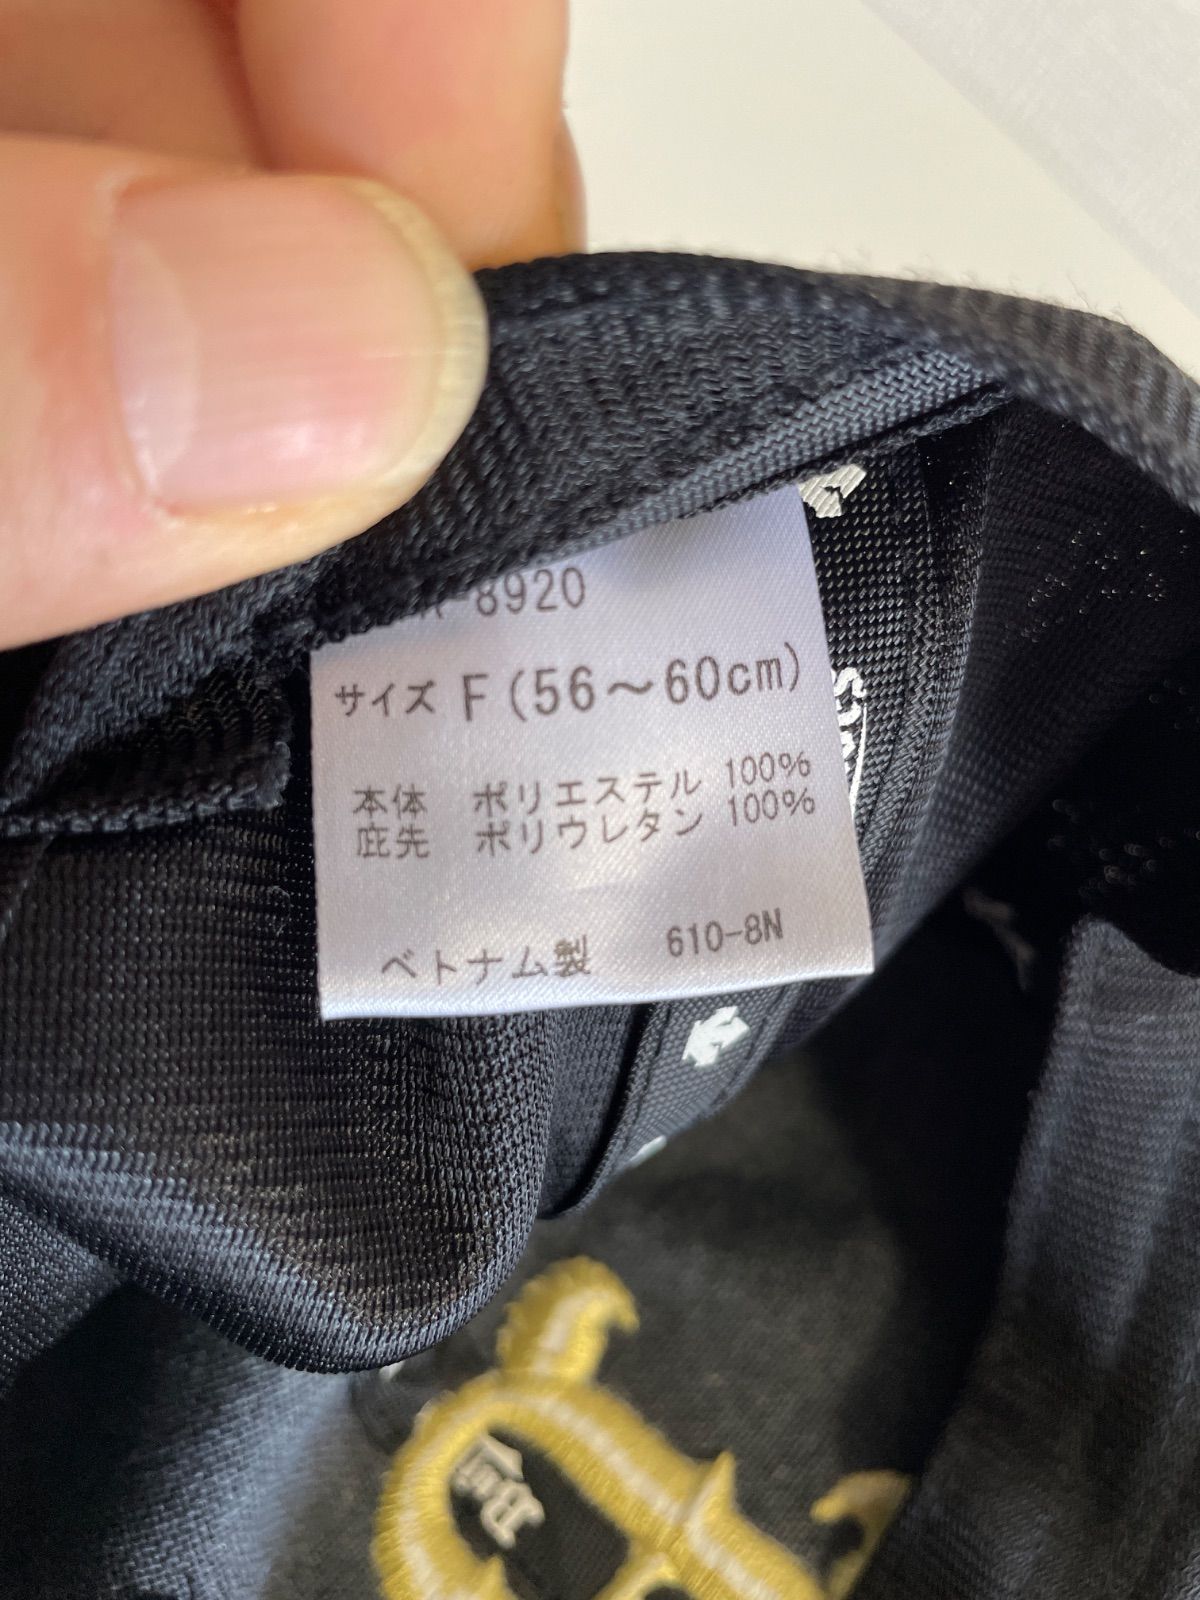 -8920
サイズ F(56～60cm)
本体 ポリエステル 100%
庇先 ポリウレタン 100%
ベトナム製 610-8N